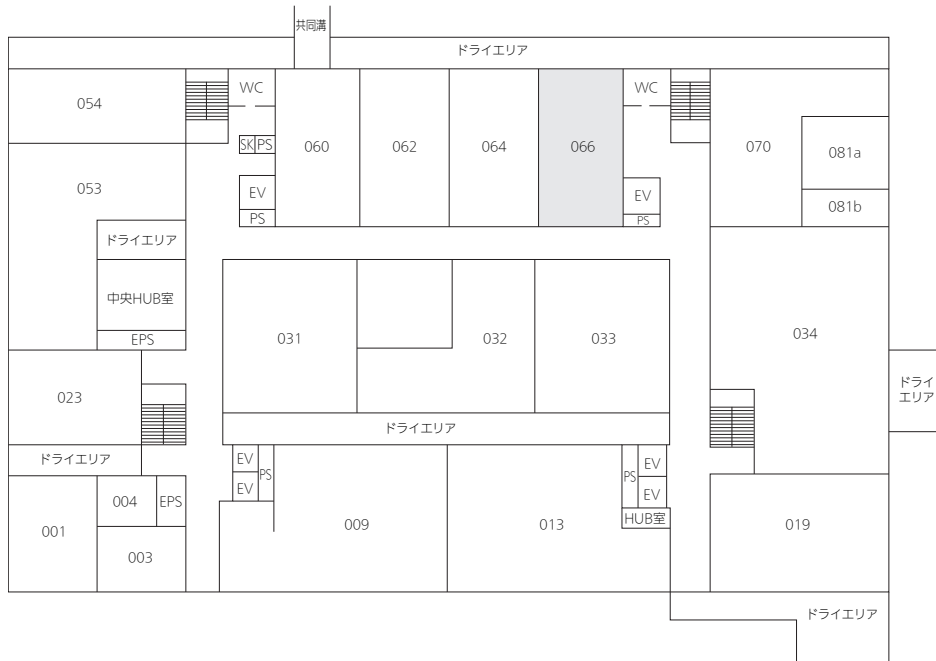 共同溝
ドライエリア
WC
WC
054
060
062
064
066
070
081a
SK
PS
053
EV
EV
081b
PS
PS
ドライエリア
中央HUB室
031
032
033
034
EPS
023
ドライ
エリア
ドライエリア
ドライエリア
EV
PS
EV
PS
EV
EV
004
EPS
001
009
013
HUB室
019
003
ドライエリア